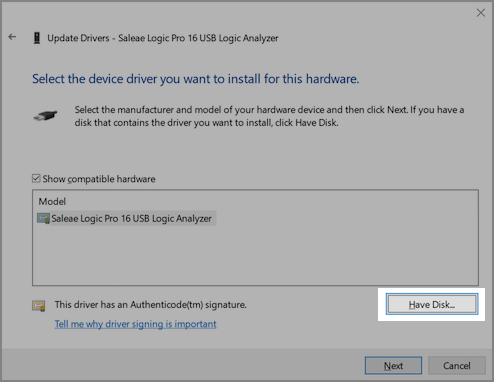 Update Drivers - Saleae Logic Pro 16 USB Logic Analyzer
Select the device driver you want to install for this hardware.
Select the manufacturer and model of your hardware device and then click Next. If you have a
disk that contains the driver you want to install, click Have Disk.
Show compatible hardware
Model
Saleae Logic Pro 16 USB Logic Analyzer
This driver has an Authenticode(tm) signature.
Have Disk...
Tell me why driver signing is important
Next
Cancel